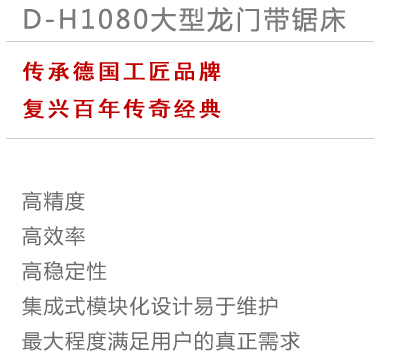 D-H1080大型龙门带锯床
传承德国工匠品牌
复兴百年传奇经典
高精度
高效率
高稳定性
集成式模块化设计易于维护
最大程度满足用户的真正需求